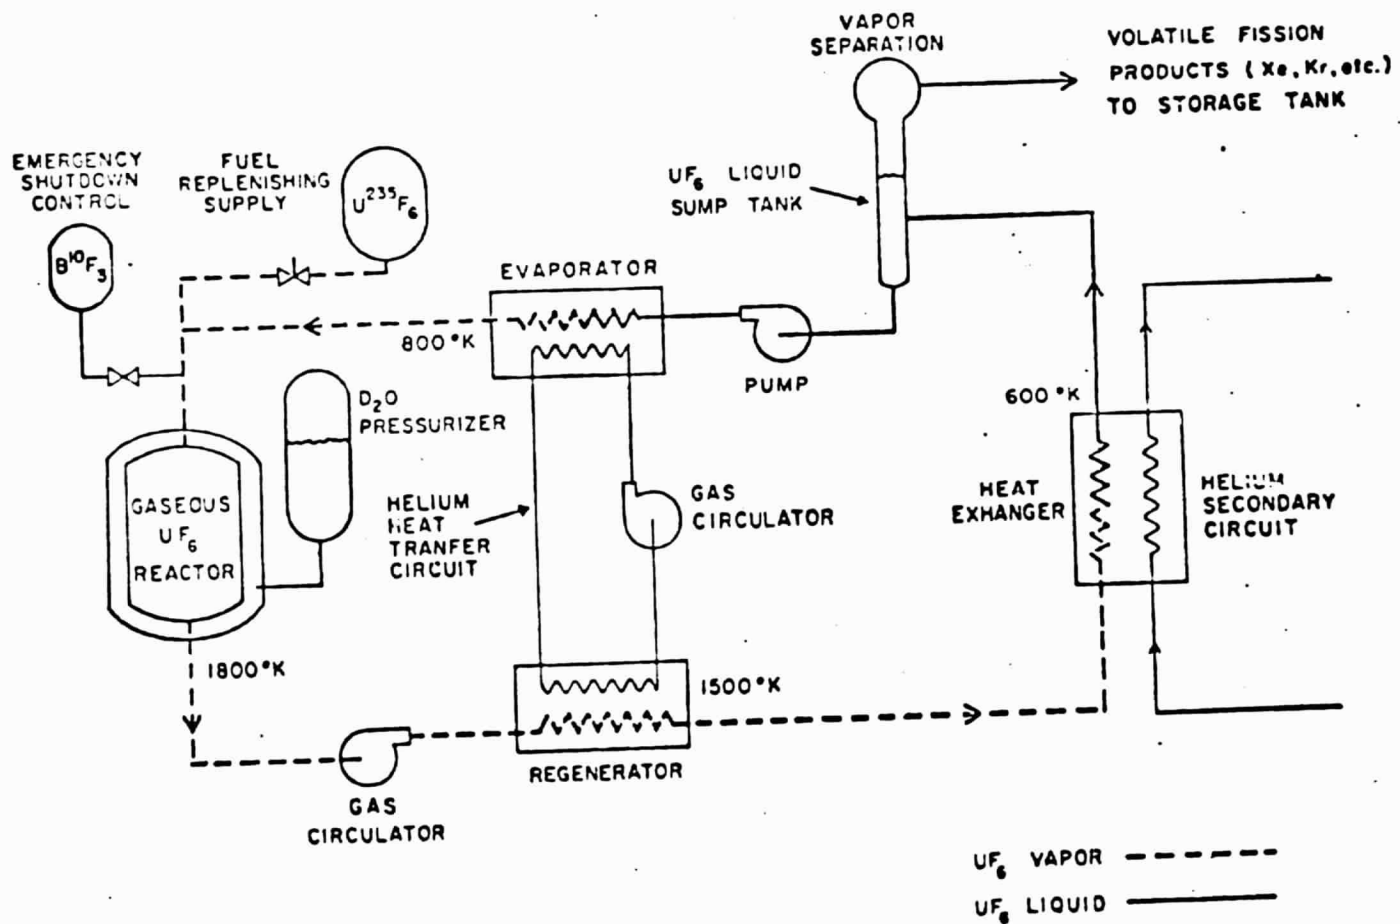 VAPOR
SEPARATION
VOLATILE FISSION
PRODUCTS (Xe, Kr, etc.)
TO STORAGE TANK
EMERGENCY
SHUTDOWN
CONTROL
FUEL
REPLENISHING
SUPPLY
U²³⁵F₆
B¹⁰F₃
UF₆ LIQUID
SUMP TANK
EVAPORATOR
800°K
PUMP
600°K
D₂O
PRESSURIZER
GASEOUS
UF₆
REACTOR
HELIUM
HEAT
TRANFER
CIRCUIT
GAS
CIRCULATOR
HEAT
EXHANGER
HELIUM
SECONDARY
CIRCUIT
1800°K
1500°K
REGENERATOR
GAS
CIRCULATOR
UF₆ VAPOR
UF₆ LIQUID